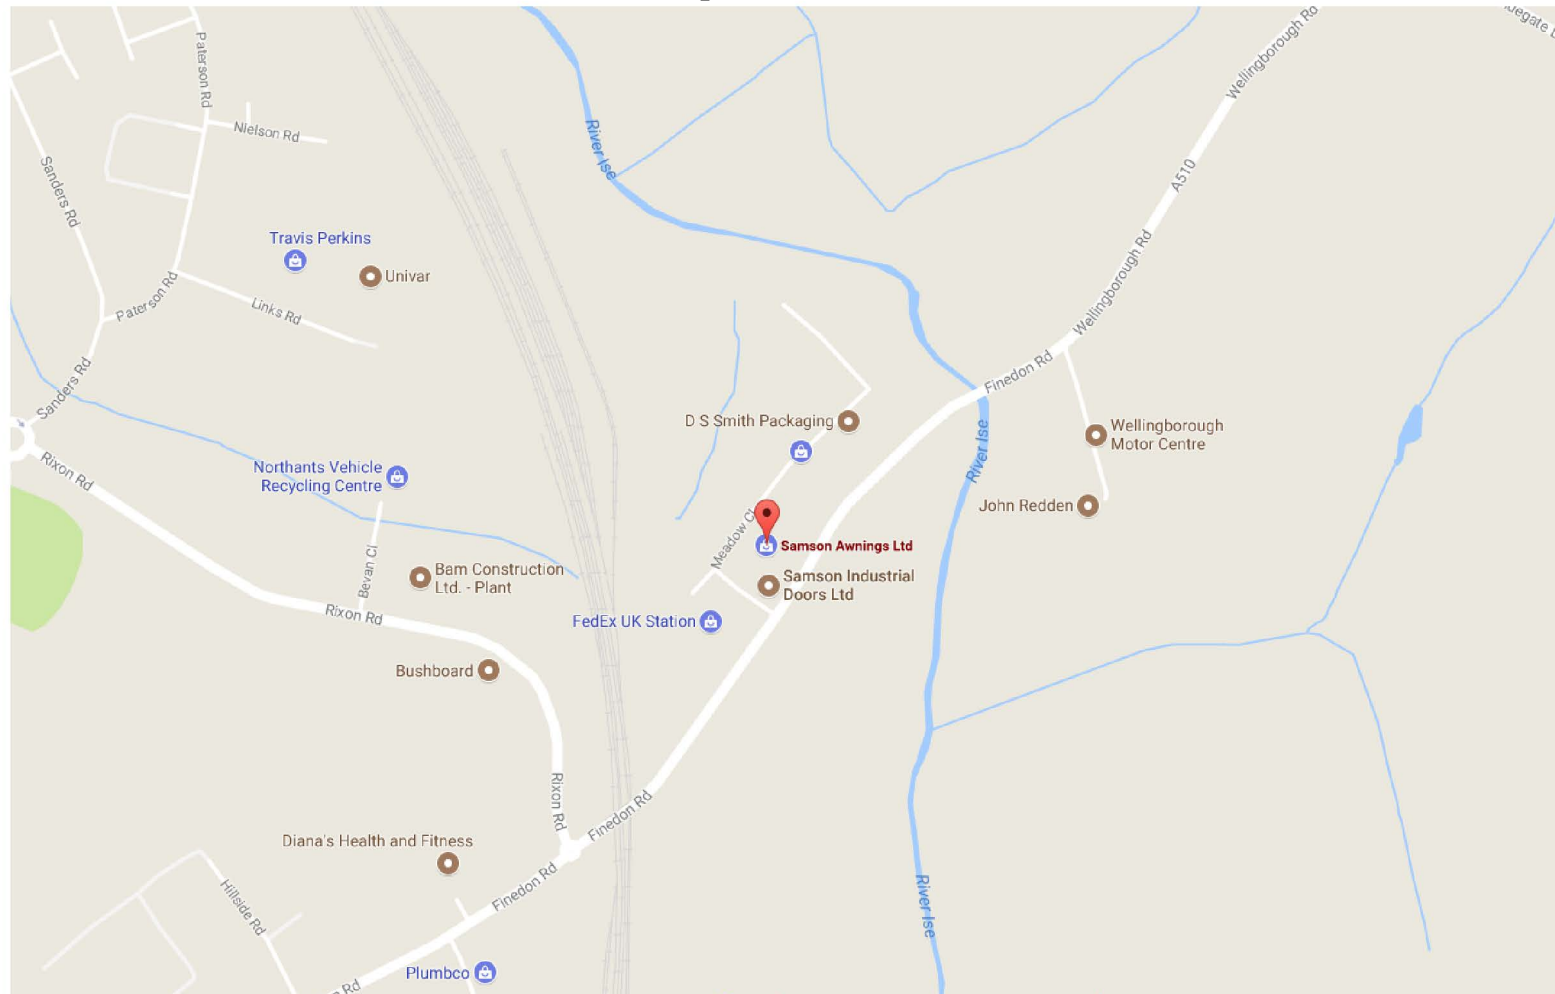 Paterson Rd
Nielson Rd
Sanders Rd
Travis Perkins
Univar
Paterson Rd
Links Rd
Sanders Rd
Rixon Rd
Northants Vehicle
Recycling Centre
Bevan Cl
Bam Construction
Ltd. - Plant
Rixon Rd
Bushboard
Rixon Rd
Diana's Health and Fitness
Hillside Rd
Finedon Rd
Finedon Rd
Plumbco
Rd
River Ise
Wellingborough Rd
A510
Wellingborough Rd
Finedon Rd
D S Smith Packaging
River Ise
Wellingborough
Motor Centre
John Redden
Meadow Cl
Samson Awnings Ltd
Samson Industrial
Doors Ltd
FedEx UK Station
River Ise